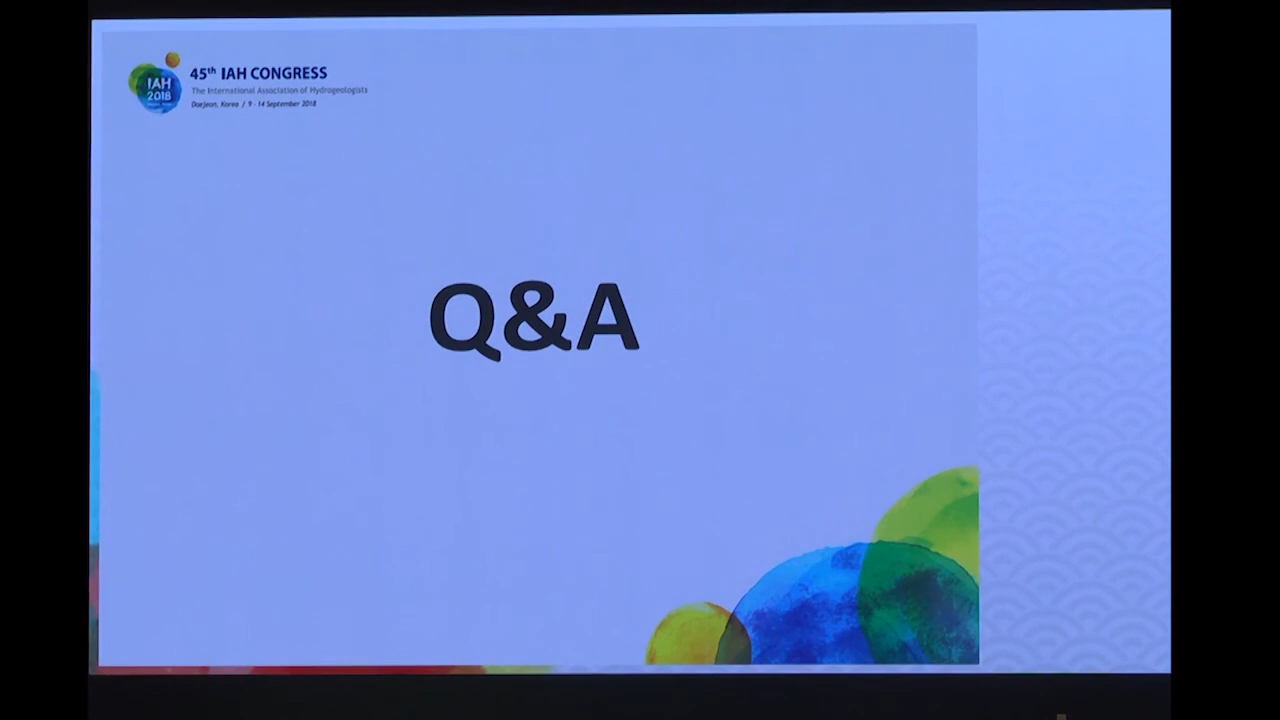 IAH
2018
45th IAH CONGRESS
The International Association of Hydrogeologists
Daejeon, Korea / 9 - 14 September 2018
Q&A